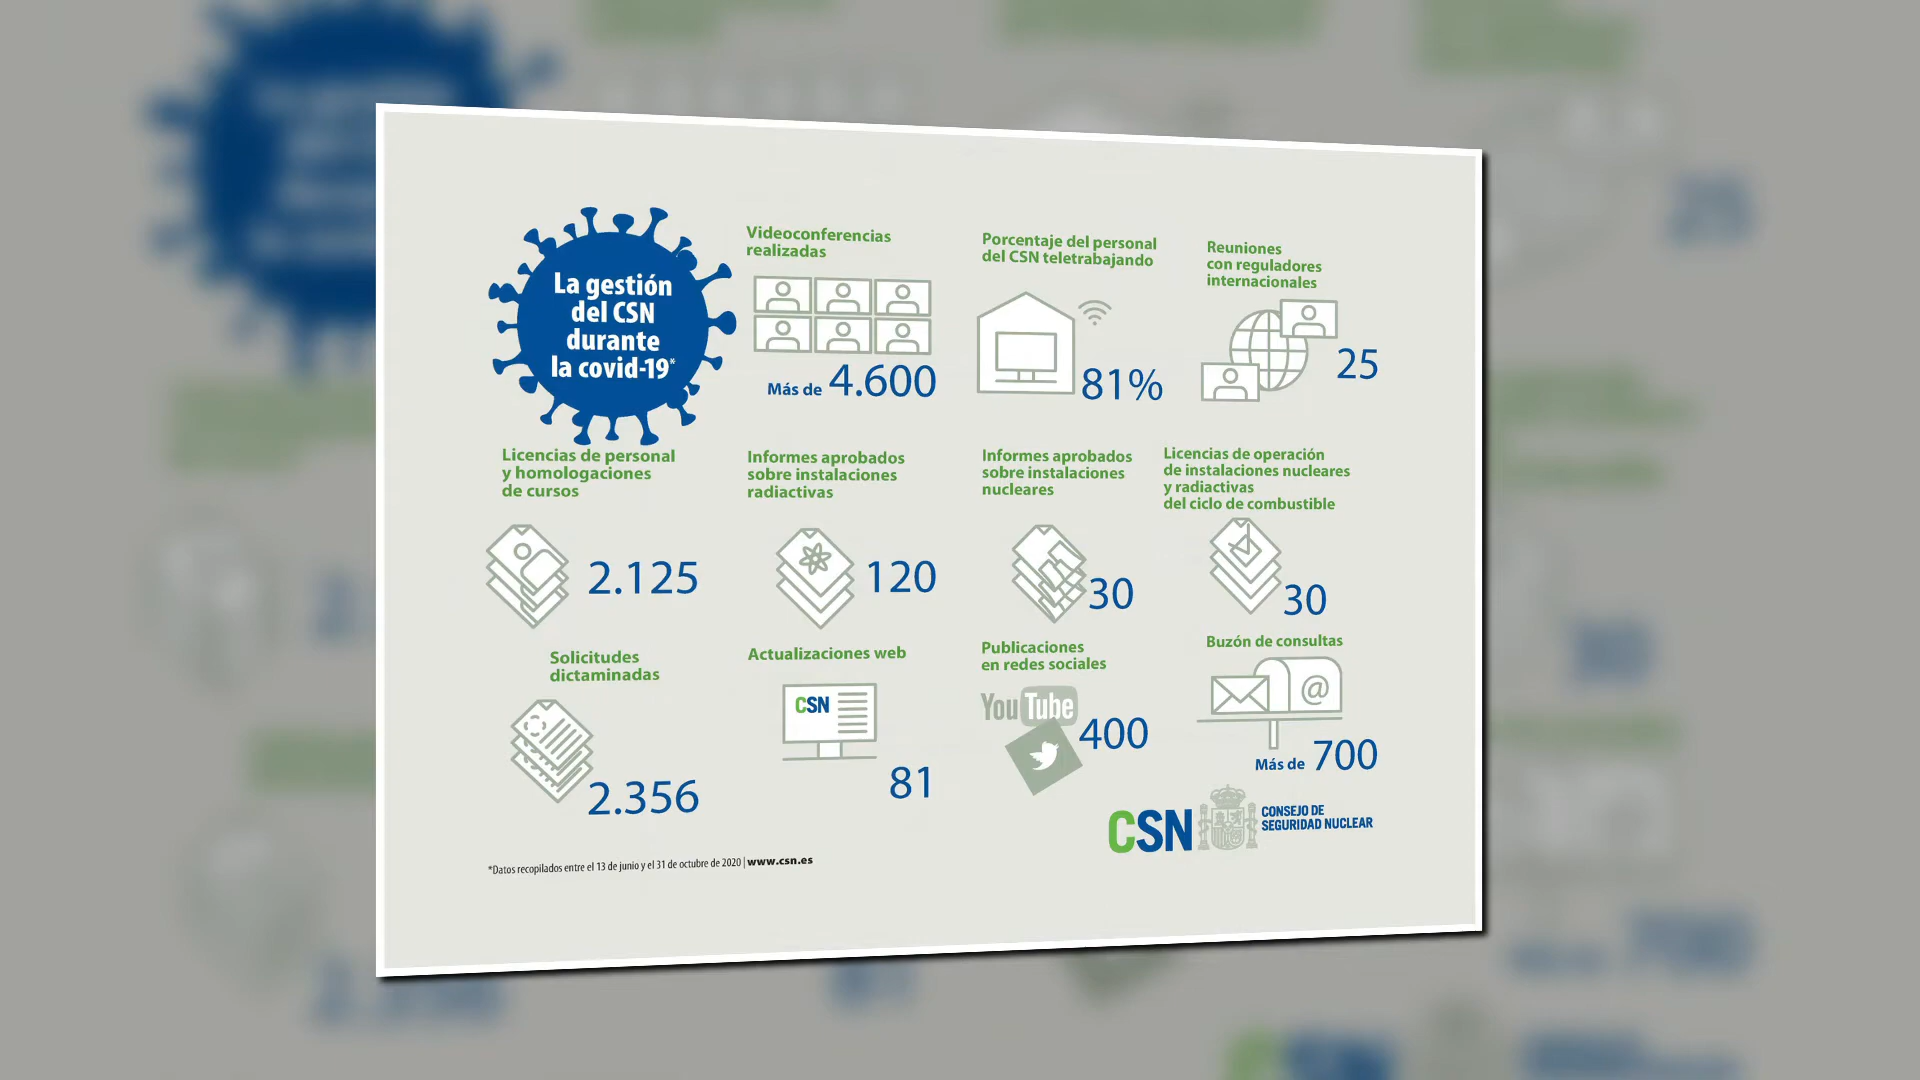 La gestión
del CSN
durante
la covid-19*
Videoconferencias
realizadas
Más de 4.600
Porcentaje del personal
del CSN teletrabajando
81%
Reuniones
con reguladores
internacionales
25
Licencias de personal
y homologaciones
de cursos
2.125
Informes aprobados
sobre instalaciones
radiactivas
120
Informes aprobados
sobre instalaciones
nucleares
30
Licencias de operación
de instalaciones nucleares
y radiactivas
del ciclo de combustible
30
Solicitudes
dictaminadas
2.356
Actualizaciones web
CSN
81
Publicaciones
en redes sociales
YouTube
400
Buzón de consultas
@
Más de 700
CSN
CONSEJO DE
SEGURIDAD NUCLEAR
*Datos recopilados entre el 13 de junio y el 31 de octubre de 2020 | www.csn.es